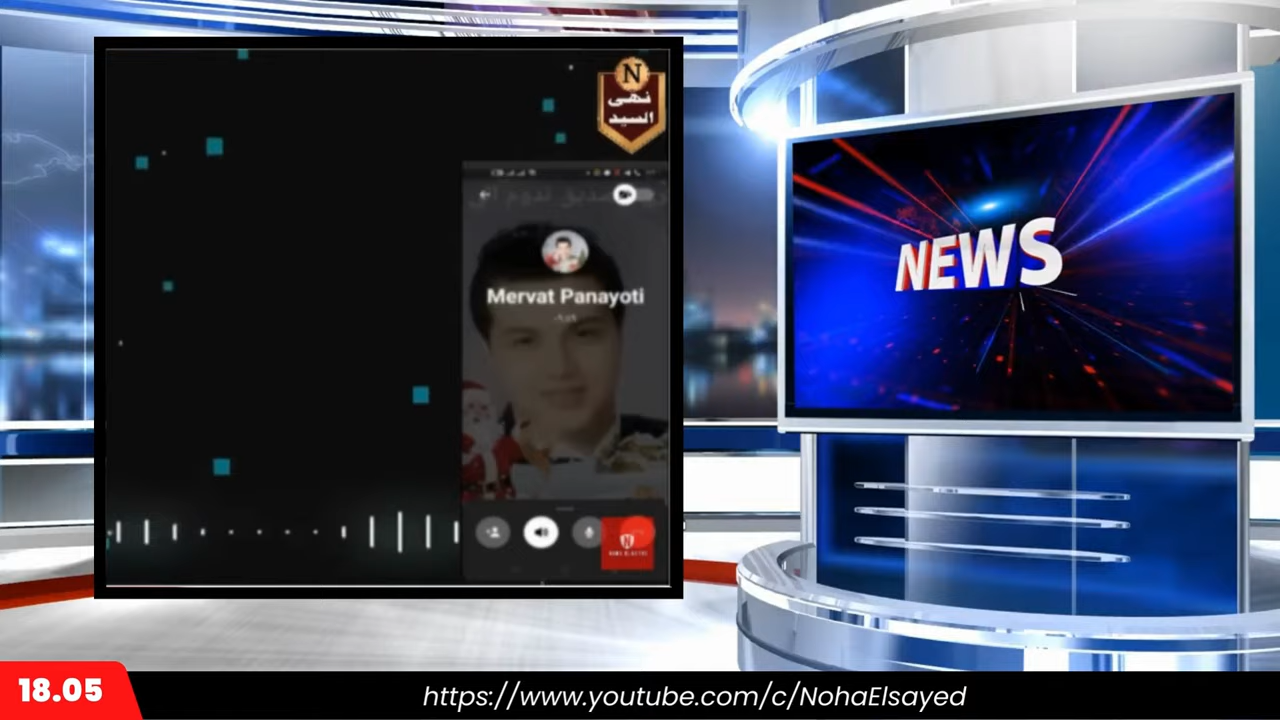 N
نهى
السيد
Mervat Panayoti
NEWS
18.05
https://www.youtube.com/c/NohaElsayed